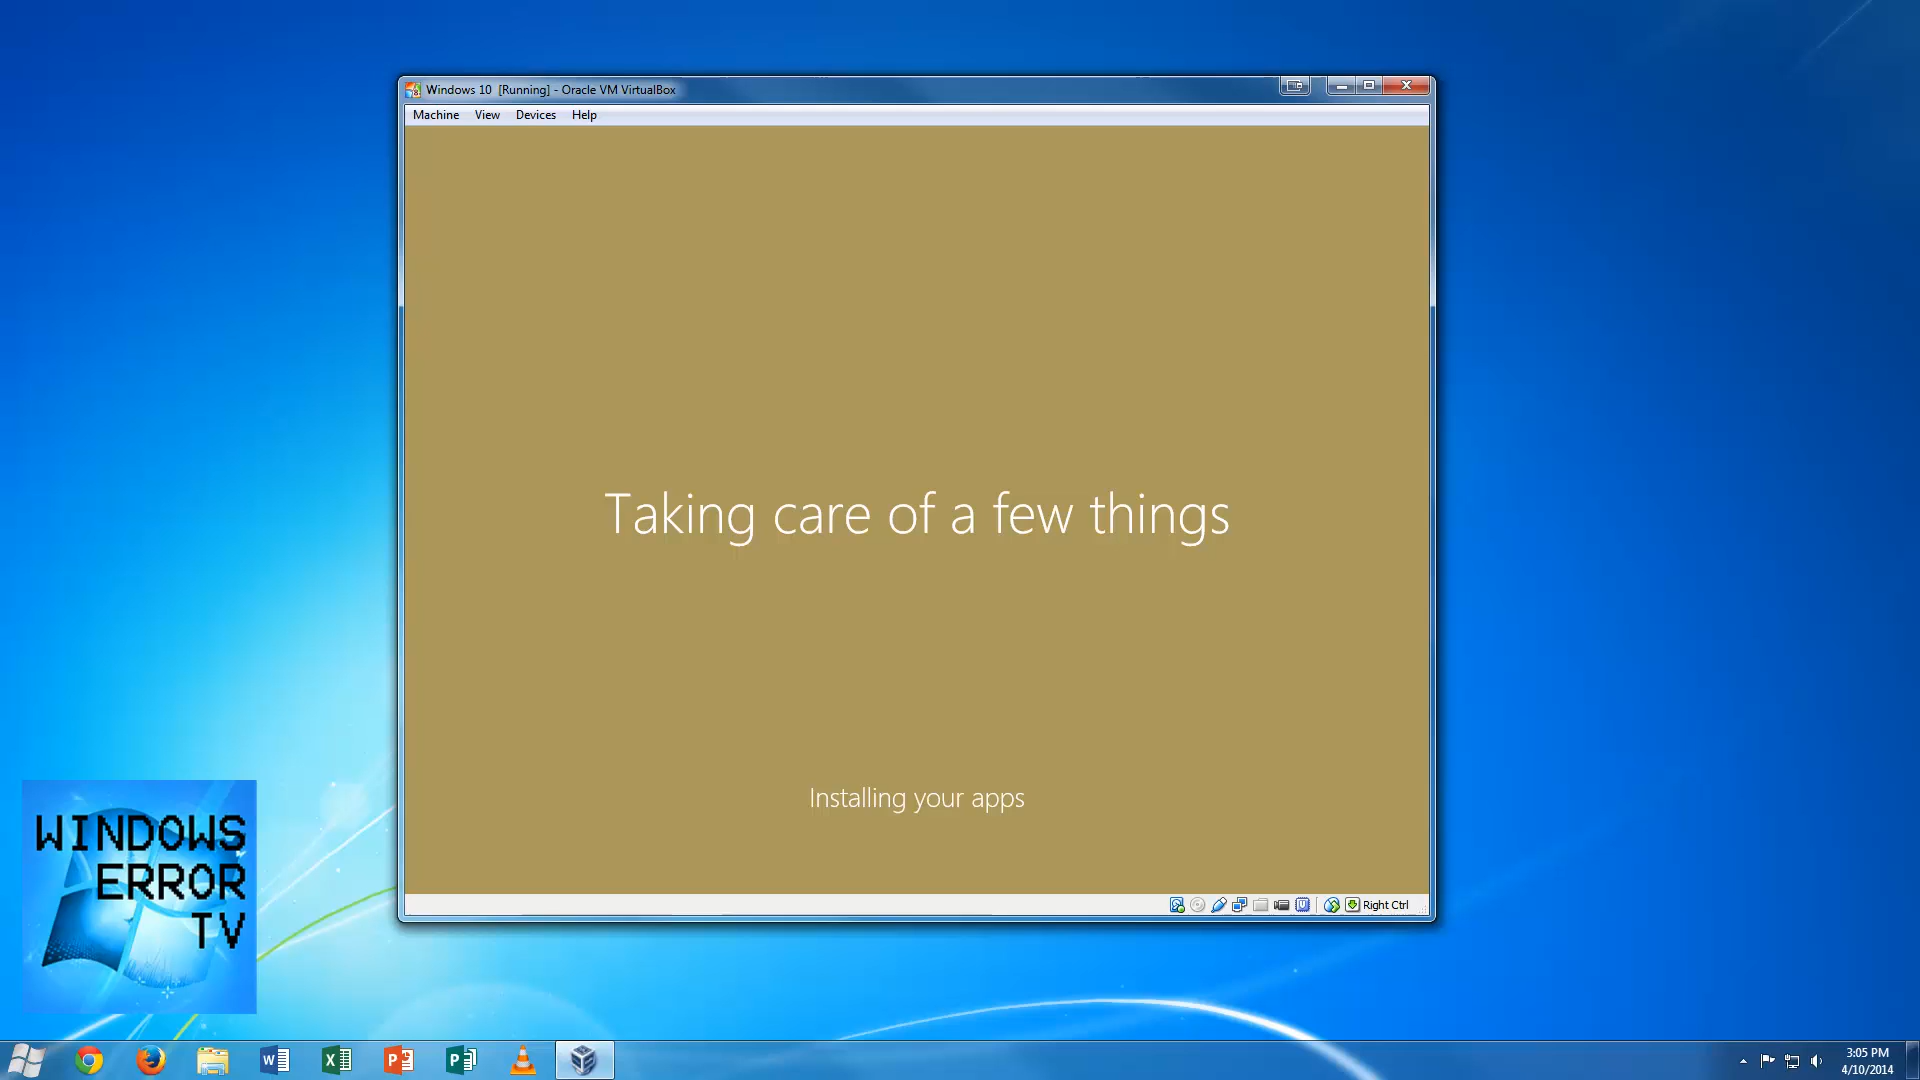 Windows 10 [Running] - Oracle VM VirtualBox
Machine View Devices Help
Taking care of a few things
Installing your apps
Right Ctrl
WINDOWS
ERROR
TV
3:05 PM
4/10/2014